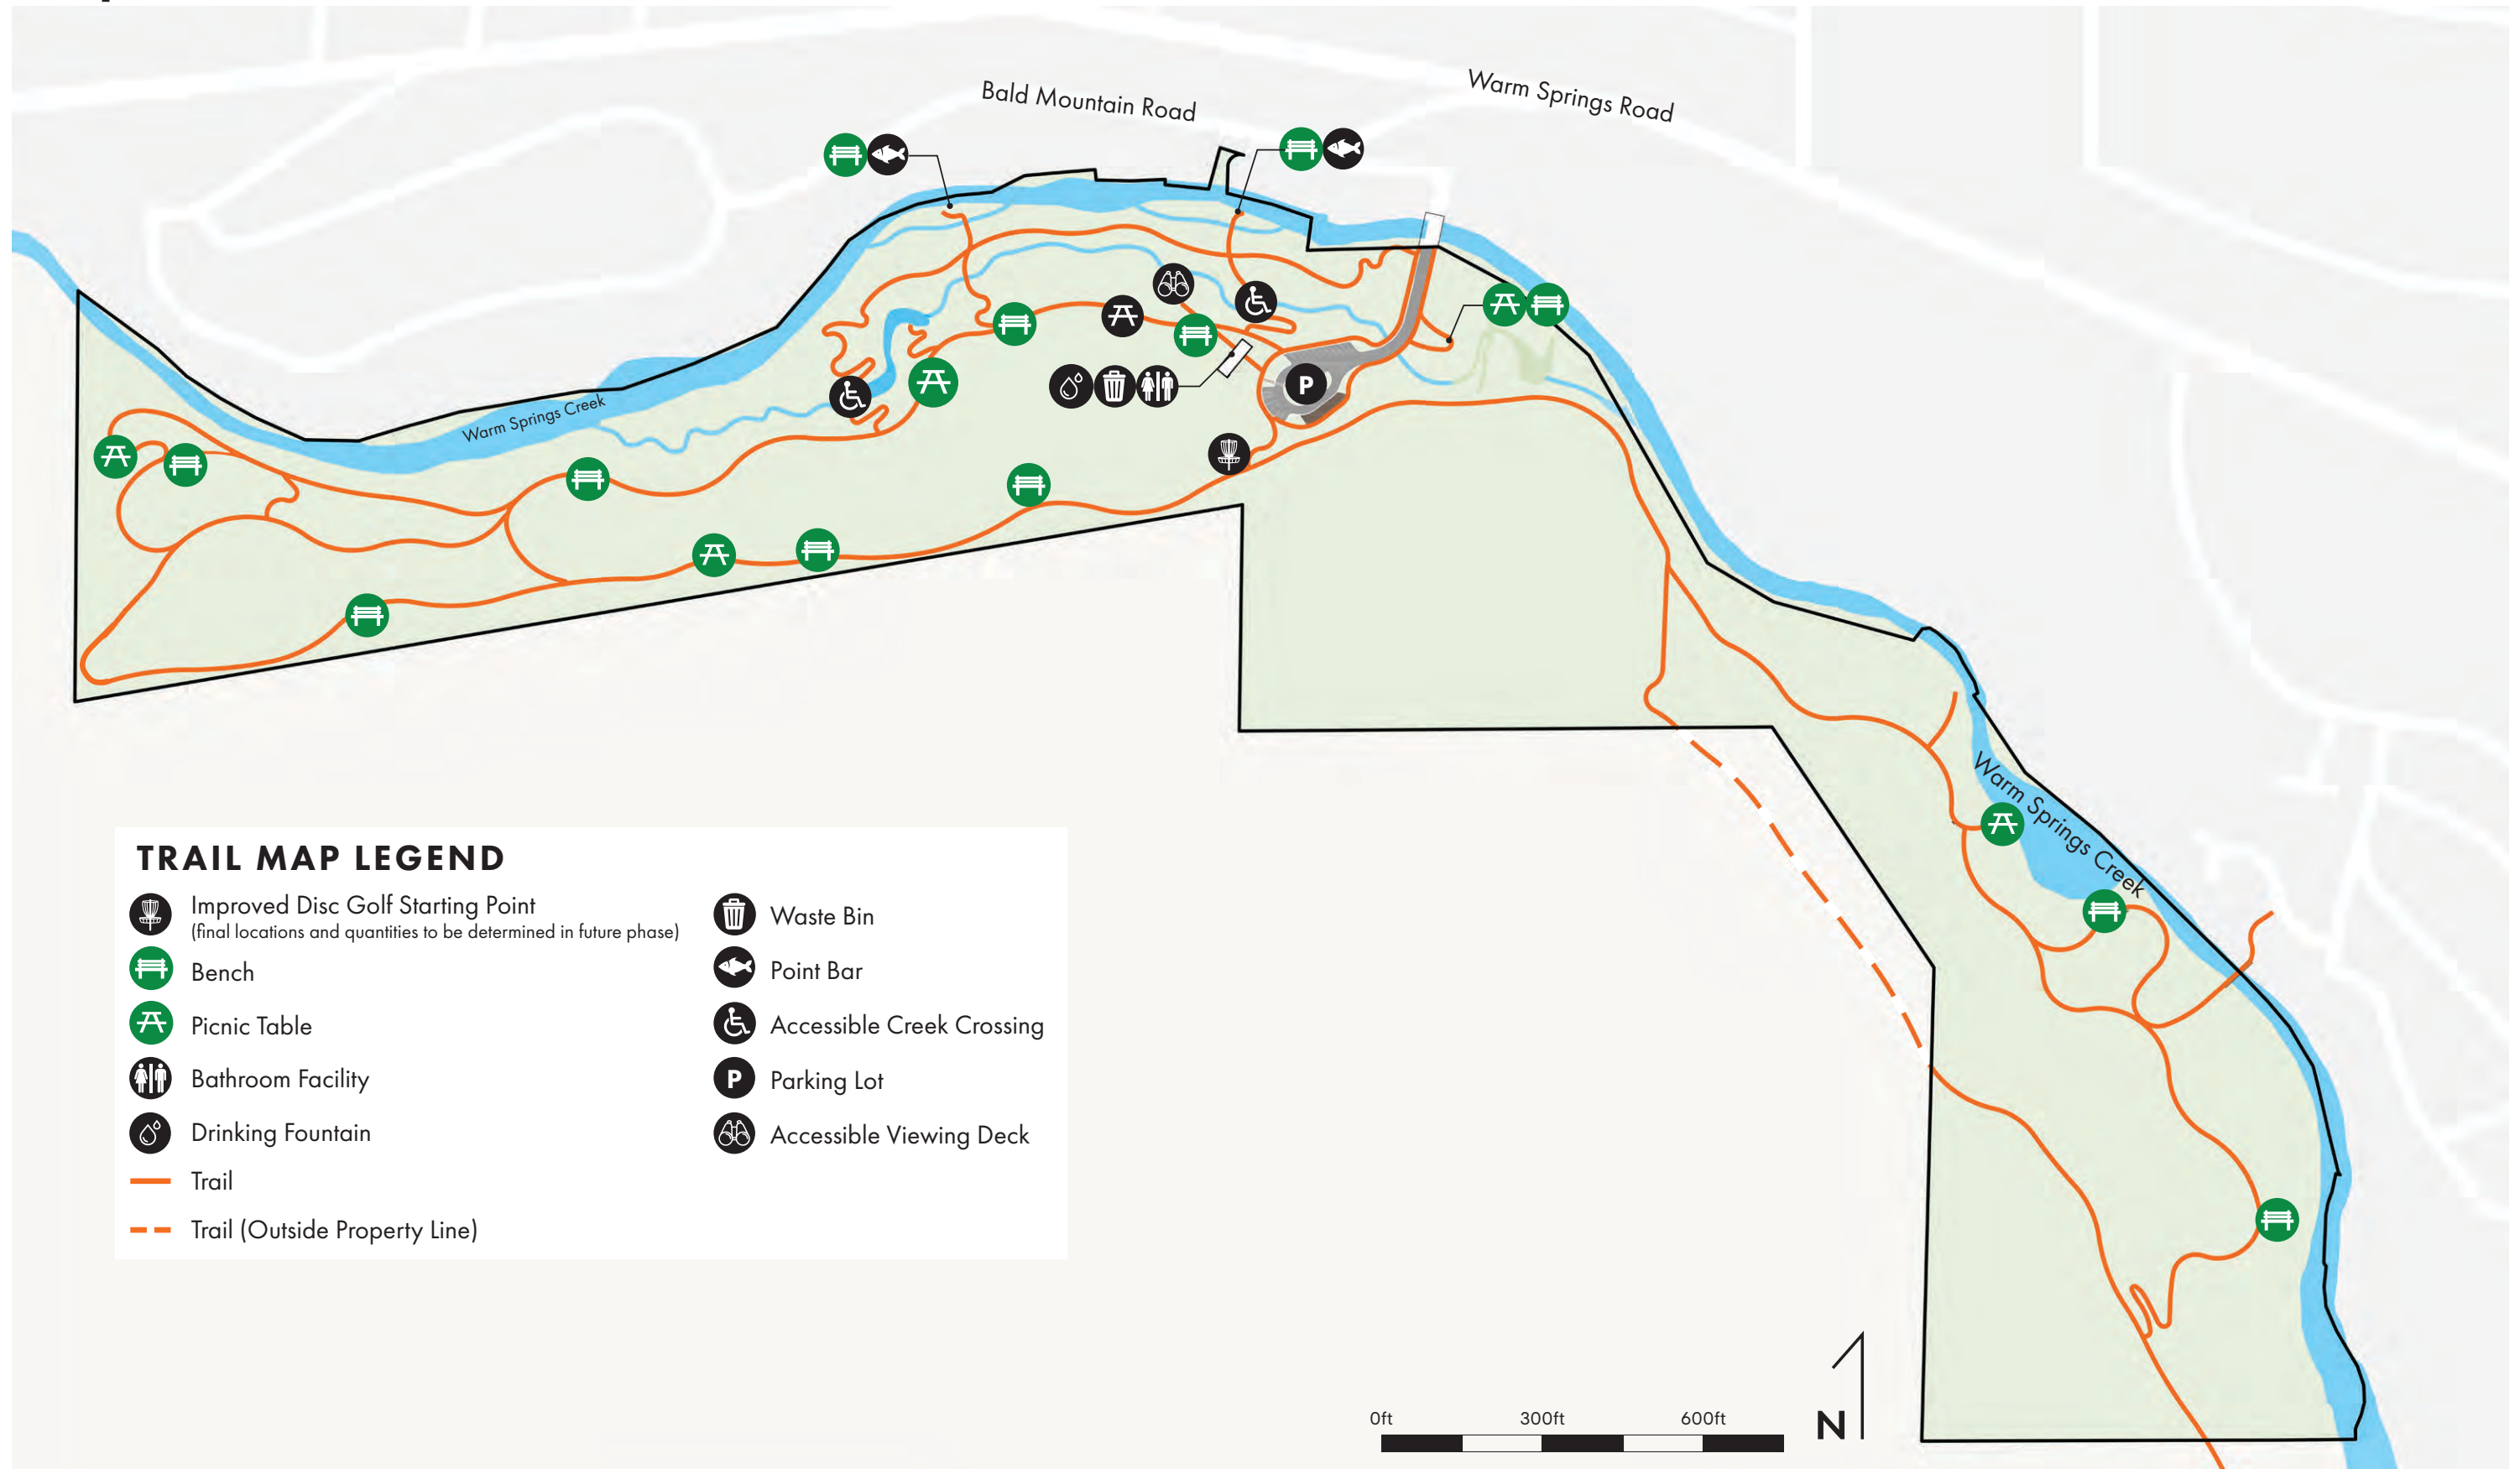 Bald Mountain Road
Warm Springs Road
P
Warm Springs Creek
Warm Springs Creek
TRAIL MAP LEGEND
Improved Disc Golf Starting Point
(final locations and quantities to be determined in future phase)
Bench
Picnic Table
Bathroom Facility
Drinking Fountain
Trail
Trail (Outside Property Line)
Waste Bin
Point Bar
Accessible Creek Crossing
P Parking Lot
Accessible Viewing Deck
0ft 300ft 600ft
N